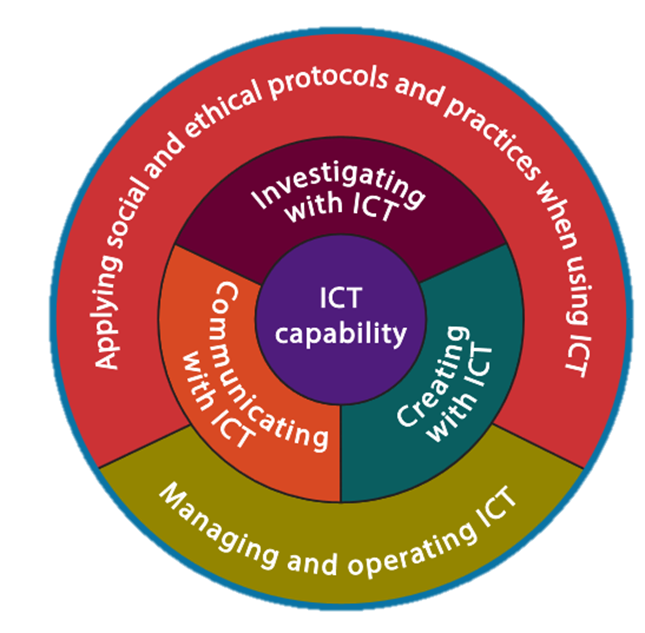 Applying social and ethical protocols and practices when using ICT
Investigating
with ICT
ICT
capability
Communicating
with ICT
Creating
with ICT
Managing and operating ICT